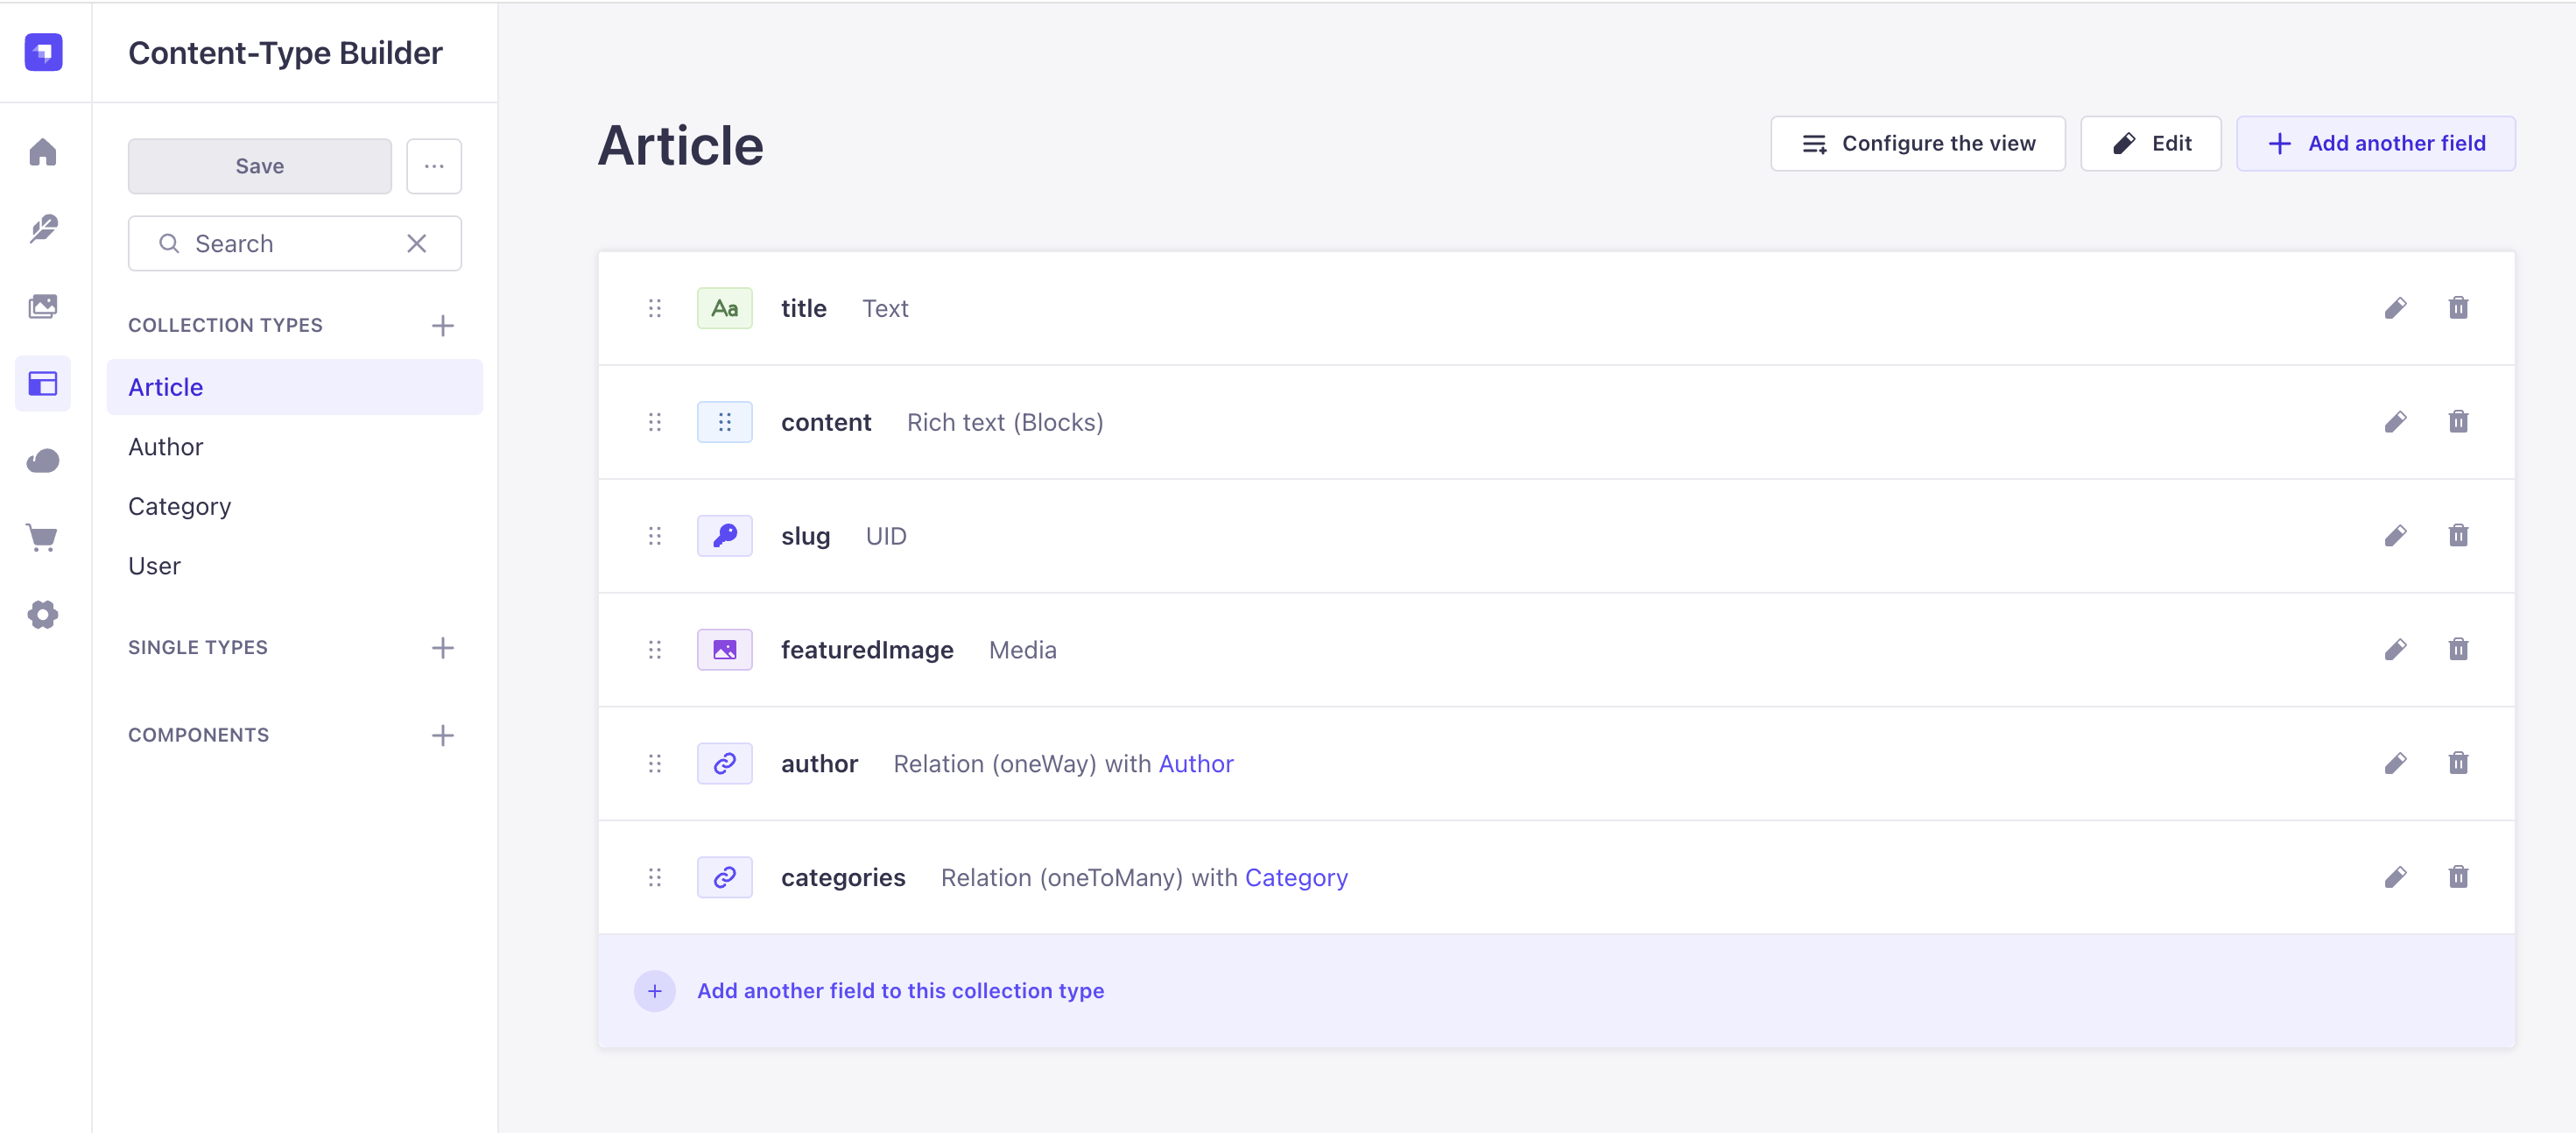 Content-Type Builder
Save
Search
COLLECTION TYPES
Article
Author
Category
User
SINGLE TYPES
COMPONENTS
Article
Configure the view
Edit
Add another field
Aa title Text
content Rich text (Blocks)
slug UID
featuredImage Media
author Relation (oneWay) with Author
categories Relation (oneToMany) with Category
Add another field to this collection type